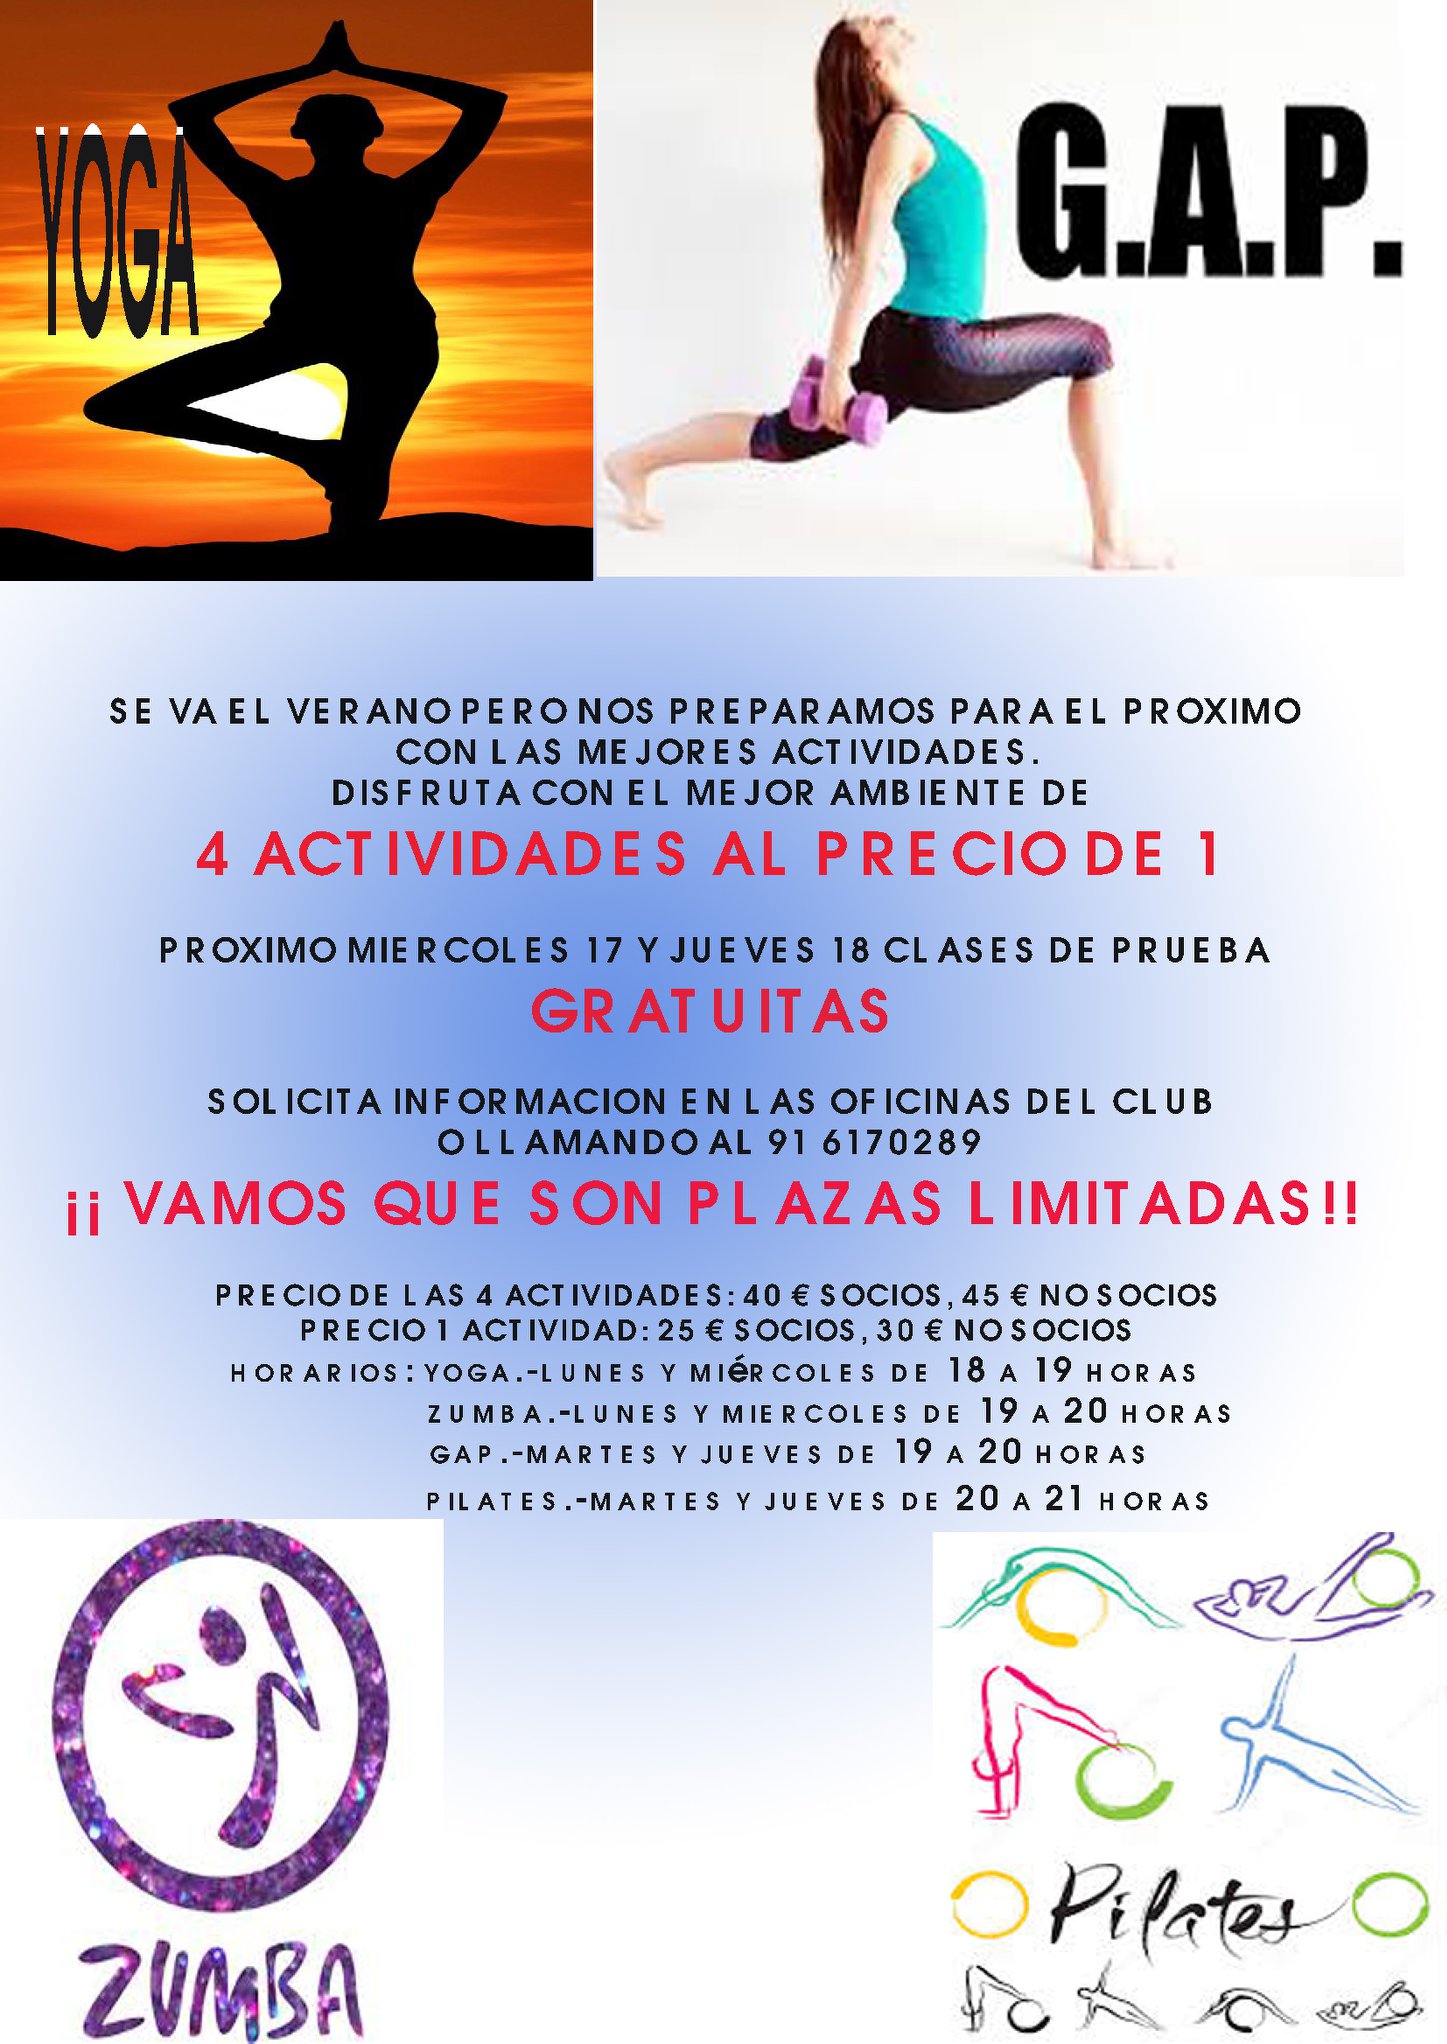 YOGA
G.A.P.
SE VA EL VERANO PERO NOS PREPARAMOS PARA EL PROXIMO
CON LAS MEJORES ACTIVIDADES.
DISFRUTA CON EL MEJOR AMBIENTE DE
4 ACTIVIDADES AL PRECIO DE 1
PROXIMO MIERCOLES 17 Y JUEVES 18 CLASES DE PRUEBA
GRATUITAS
SOLICITA INFORMACION EN LAS OFICINAS DEL CLUB
O LLAMANDO AL 91 6170289
¡¡ VAMOS QUE SON PLAZAS LIMITADAS!!
PRECIO DE LAS 4 ACTIVIDADES: 40 € SOCIOS, 45 € NO SOCIOS
PRECIO 1 ACTIVIDAD: 25 € SOCIOS, 30 € NO SOCIOS
HORARIOS: YOGA.-LUNES Y MIéRCOLES DE 18 A 19 HORAS
ZUMBA.-LUNES Y MIERCOLES DE 19 A 20 HORAS
GAP.-MARTES Y JUEVES DE 19 A 20 HORAS
PILATES.-MARTES Y JUEVES DE 20 A 21 HORAS
ZUMBA
Pilates